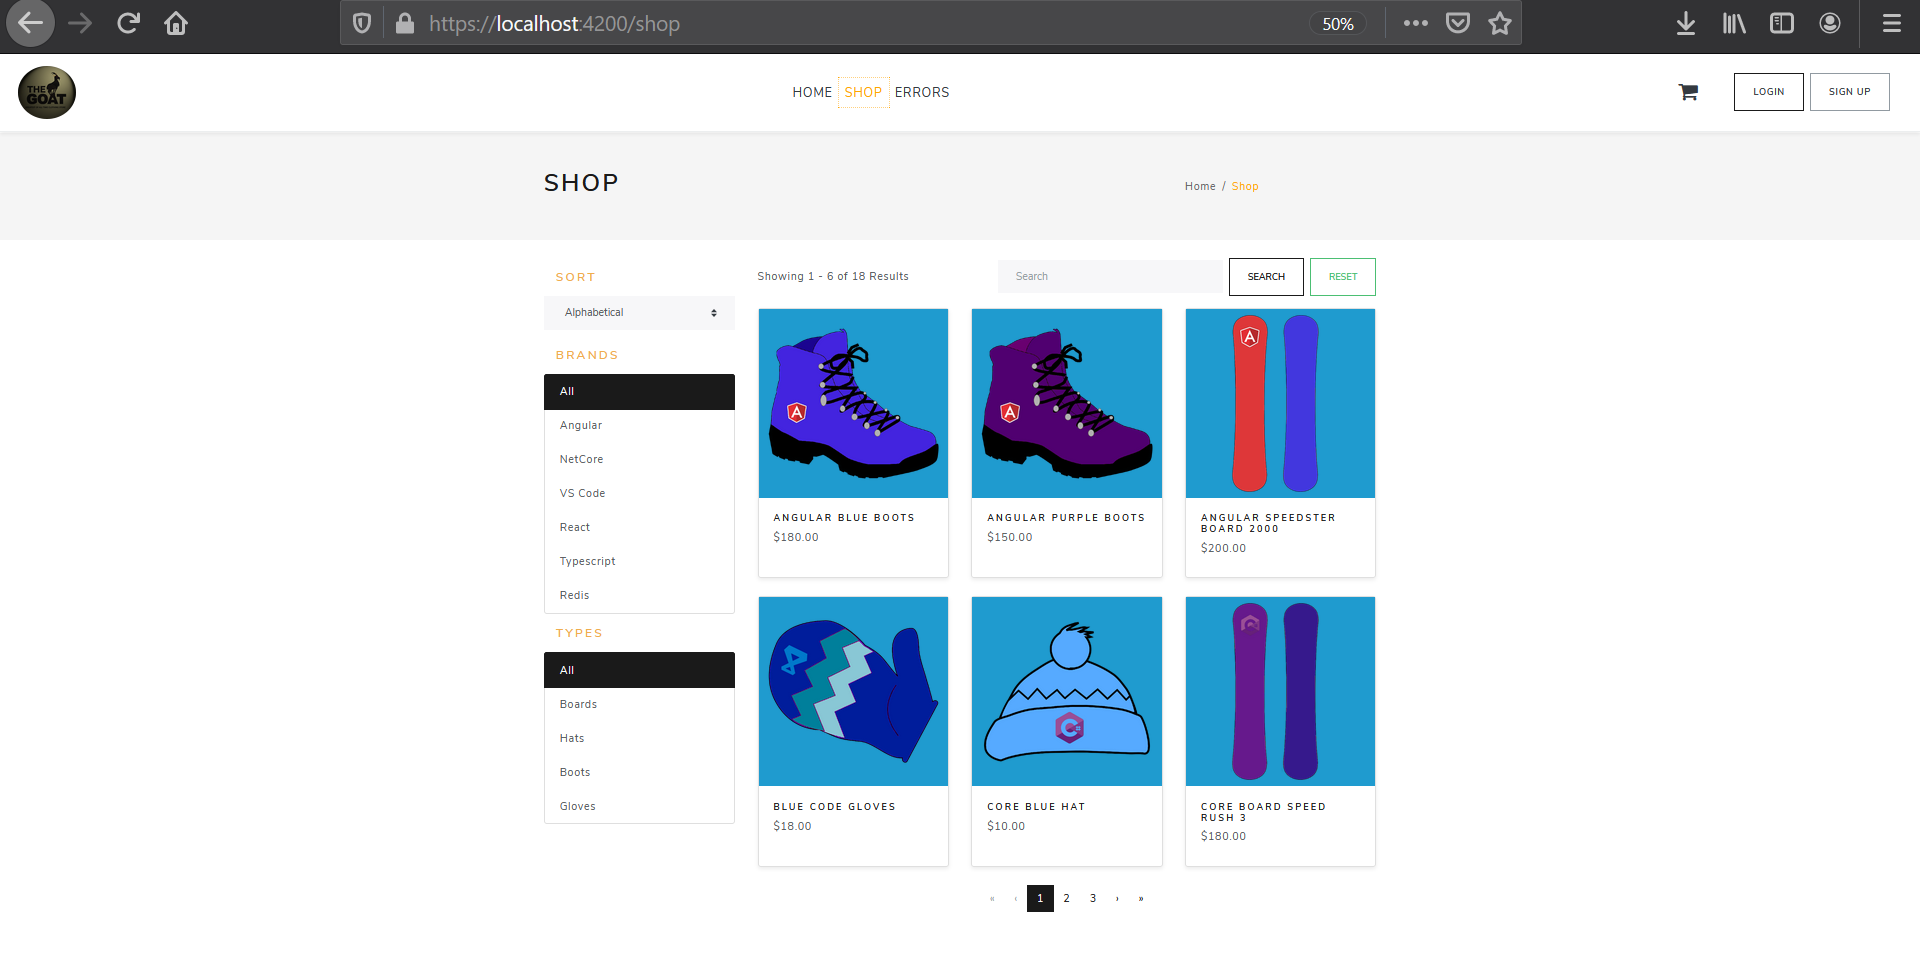 https://localhost:4200/shop
50%
THE
GOAT
HOME
SHOP
ERRORS
LOGIN
SIGN UP
SHOP
Home / Shop
SORT
Alphabetical
BRANDS
All
Angular
NetCore
VS Code
React
Typescript
Redis
TYPES
All
Boards
Hats
Boots
Gloves
Showing 1 - 6 of 18 Results
Search
SEARCH
RESET
A
ANGULAR BLUE BOOTS
$180.00
A
ANGULAR PURPLE BOOTS
$150.00
A
ANGULAR SPEEDSTER
BOARD 2000
$200.00
BLUE CODE GLOVES
$18.00
C#
CORE BLUE HAT
$10.00
CORE BOARD SPEED
RUSH 3
$180.00
« ‹ 1 2 3 › »